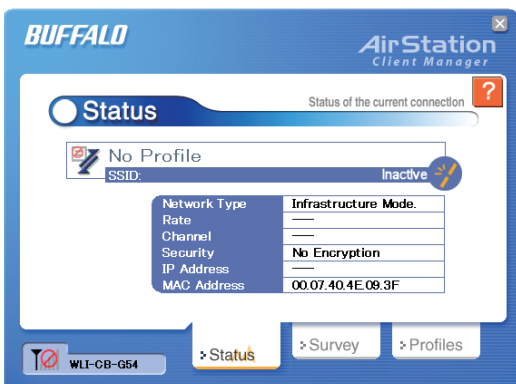 BUFFALO
AirStation
Client Manager
?
Status
Status of the current connection
No Profile
SSID:
Inactive
Network Type Infrastructure Mode.
Rate —
Channel —
Security No Encryption
IP Address —
MAC Address 00.07.40.4E.09.3F
WLI-CB-G54
Status
Survey
Profiles